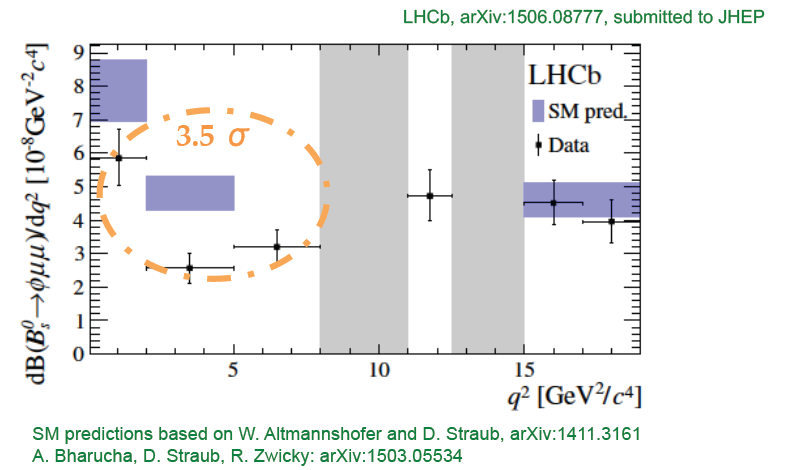 LHCb, arXiv:1506.08777, submitted to JHEP
dB(B⁰ₛ→ϕμμ)/dq² [10⁻⁸GeV⁻²c⁴]
9
8
7
6
5
4
3
2
1
0
LHCb
SM pred.
Data
3.5 σ
5
10
15
q² [GeV²/c⁴]
SM predictions based on W. Altmannshofer and D. Straub, arXiv:1411.3161
A. Bharucha, D. Straub, R. Zwicky: arXiv:1503.05534